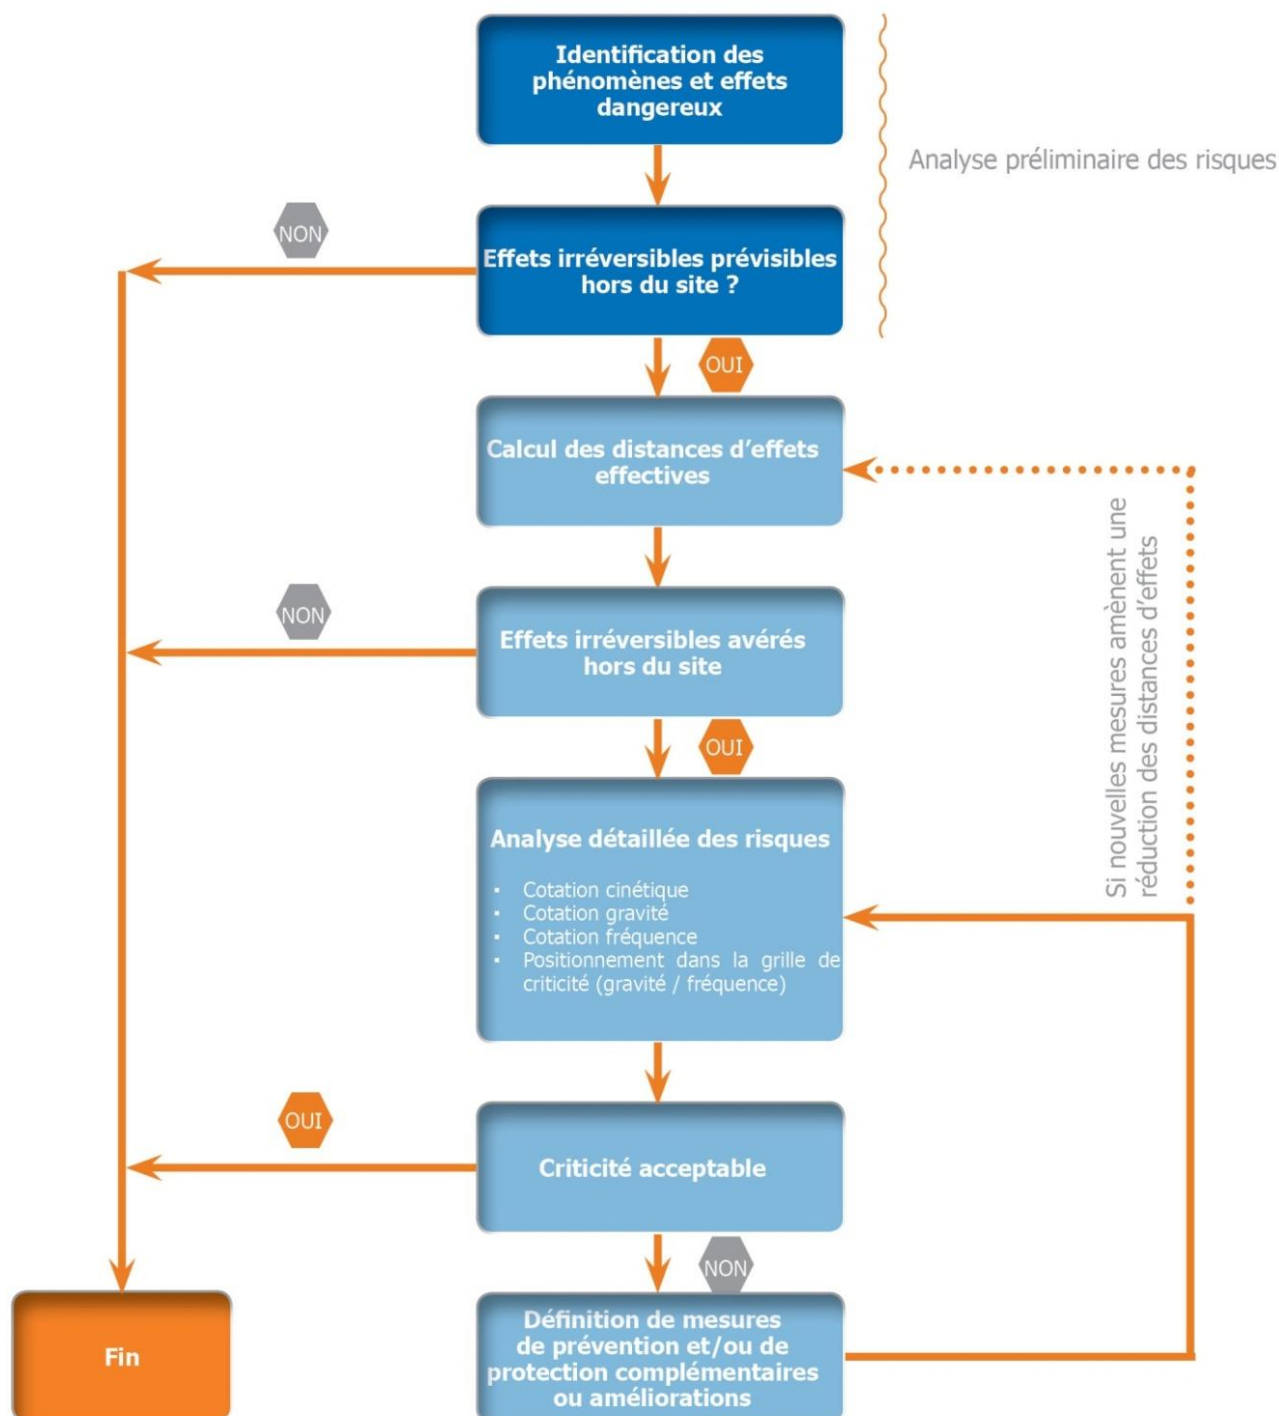 Identification des
phénomènes et effets
dangereux
Analyse préliminaire des risques
NON
Effets irréversibles prévisibles
hors du site ?
OUI
Calcul des distances d’effets
effectives
Si nouvelles mesures amènent une
réduction des distances d’effets
NON
Effets irréversibles avérés
hors du site
OUI
Analyse détaillée des risques
▪ Cotation cinétique
▪ Cotation gravité
▪ Cotation fréquence
▪ Positionnement dans la grille de
criticité (gravité / fréquence)
OUI
Criticité acceptable
NON
Fin
Définition de mesures
de prévention et/ou de
protection complémentaires
ou améliorations